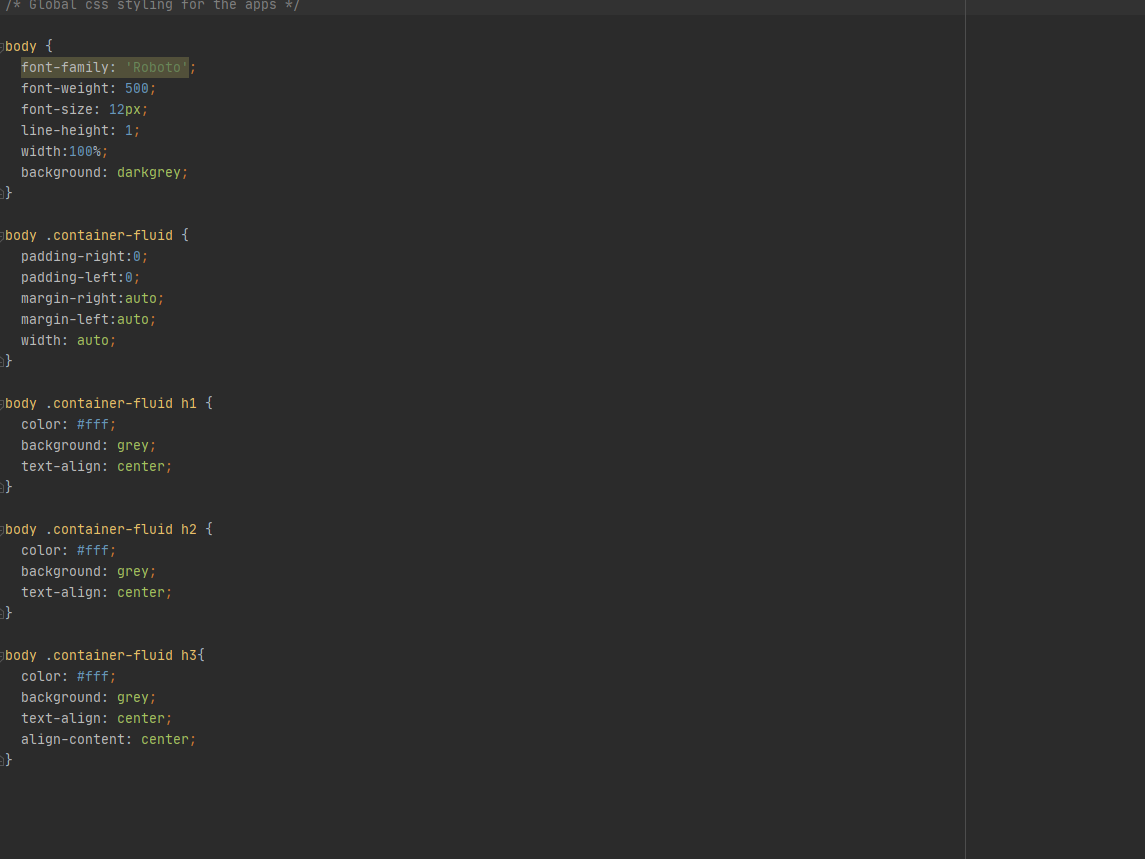 /* Global css styling for the apps */
body {
font-family: 'Roboto';
font-weight: 500;
font-size: 12px;
line-height: 1;
width:100%;
background: darkgrey;
}
body .container-fluid {
padding-right:0;
padding-left:0;
margin-right:auto;
margin-left:auto;
width: auto;
}
body .container-fluid h1 {
color: #fff;
background: grey;
text-align: center;
}
body .container-fluid h2 {
color: #fff;
background: grey;
text-align: center;
}
body .container-fluid h3{
color: #fff;
background: grey;
text-align: center;
align-content: center;
}